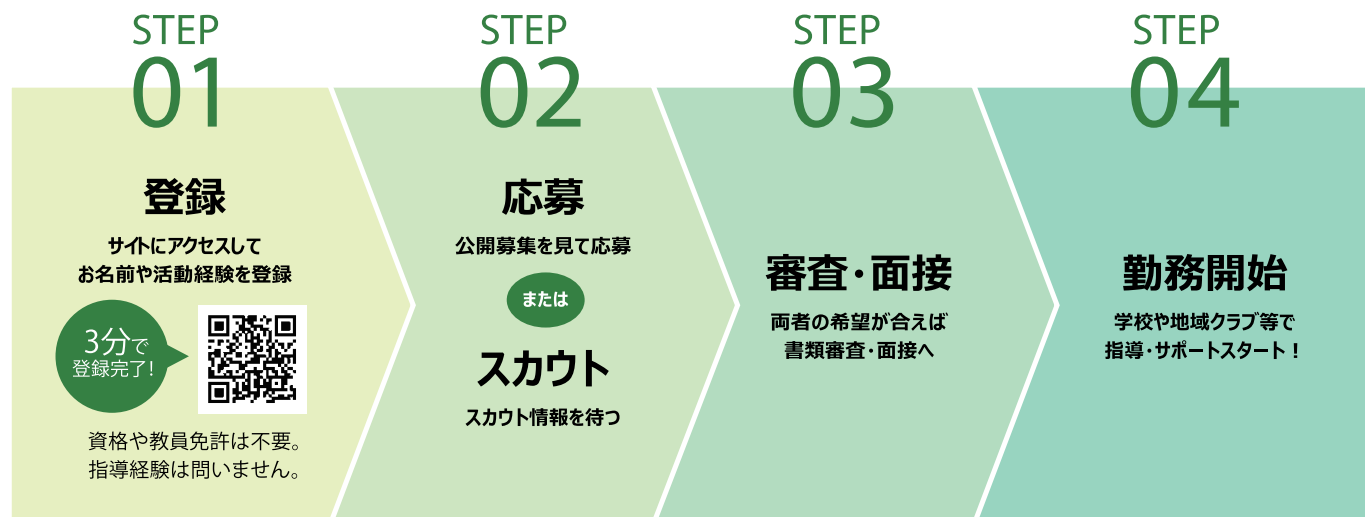 STEP
01
登録
サイトにアクセスして
お名前や活動経験を登録
3分で
登録完了!
資格や教員免許は不要。
指導経験は問いません。
STEP
02
応募
公開募集を見て応募
または
スカウト
スカウト情報を待つ
STEP
03
審査・面接
両者の希望が合えば
書類審査・面接へ
STEP
04
勤務開始
学校や地域クラブ等で
指導・サポートスタート！